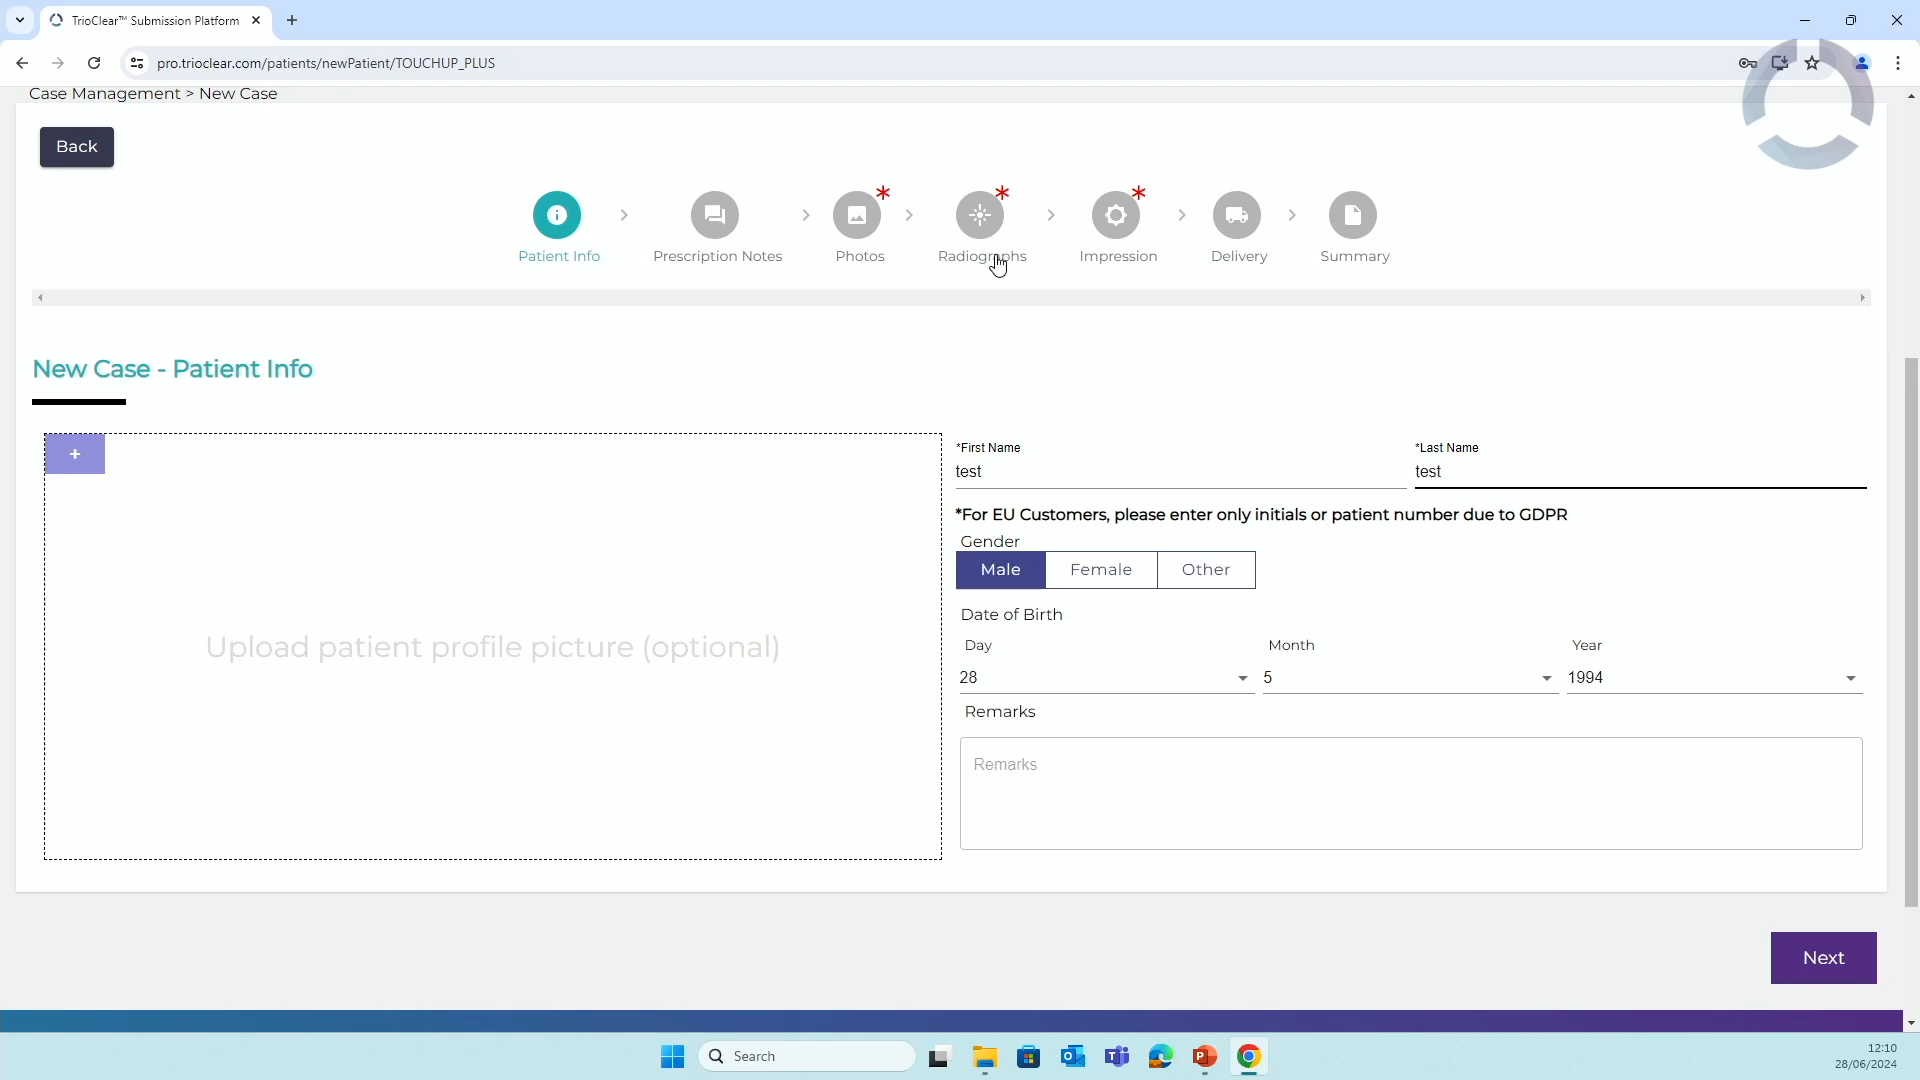 TrioClear™ Submission Platform
pro.trioclear.com/patients/newPatient/TOUCHUP_PLUS
Case Management > New Case
Back
Patient Info
Prescription Notes
*
Photos
*
Radiographs
*
Impression
Delivery
Summary
New Case - Patient Info
+
Upload patient profile picture (optional)
*First Name
*Last Name
test
test
*For EU Customers, please enter only initials or patient number due to GDPR
Gender
Male Female Other
Date of Birth
Day Month Year
28 5 1994
Remarks
Remarks
Next
Search
12:10
28/06/2024